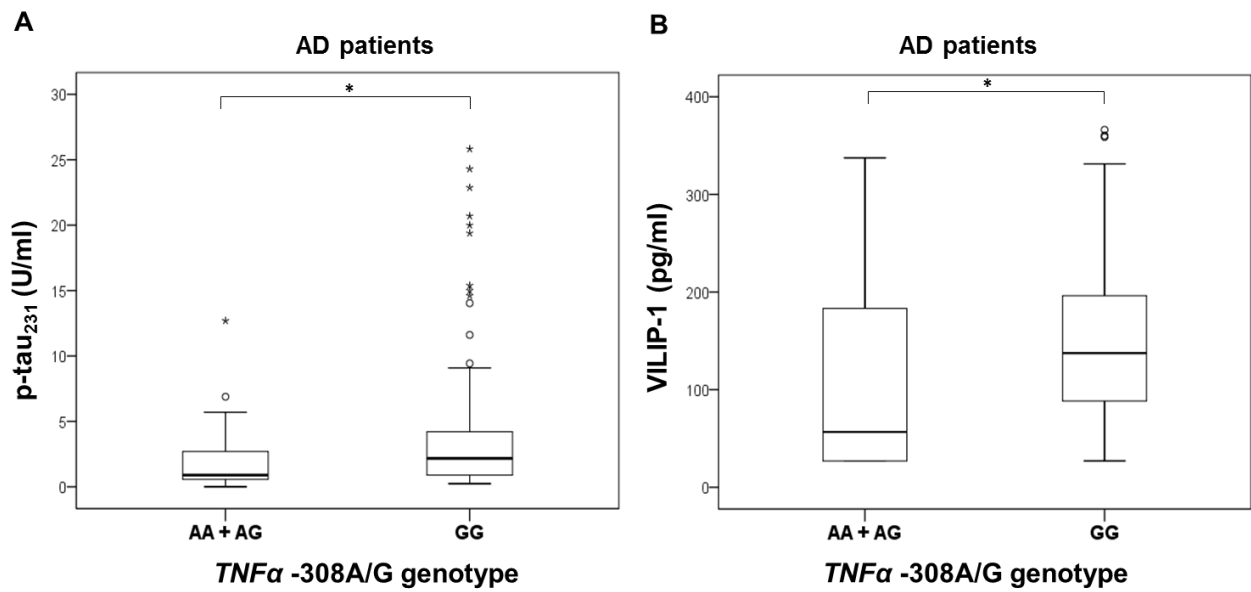 A
AD patients
*
30
25
20
15
10
5
0
p-tau231 (U/ml)
AA + AG
GG
TNFα -308A/G genotype
B
AD patients
*
400
300
200
100
0
VILIP-1 (pg/ml)
AA + AG
GG
TNFα -308A/G genotype